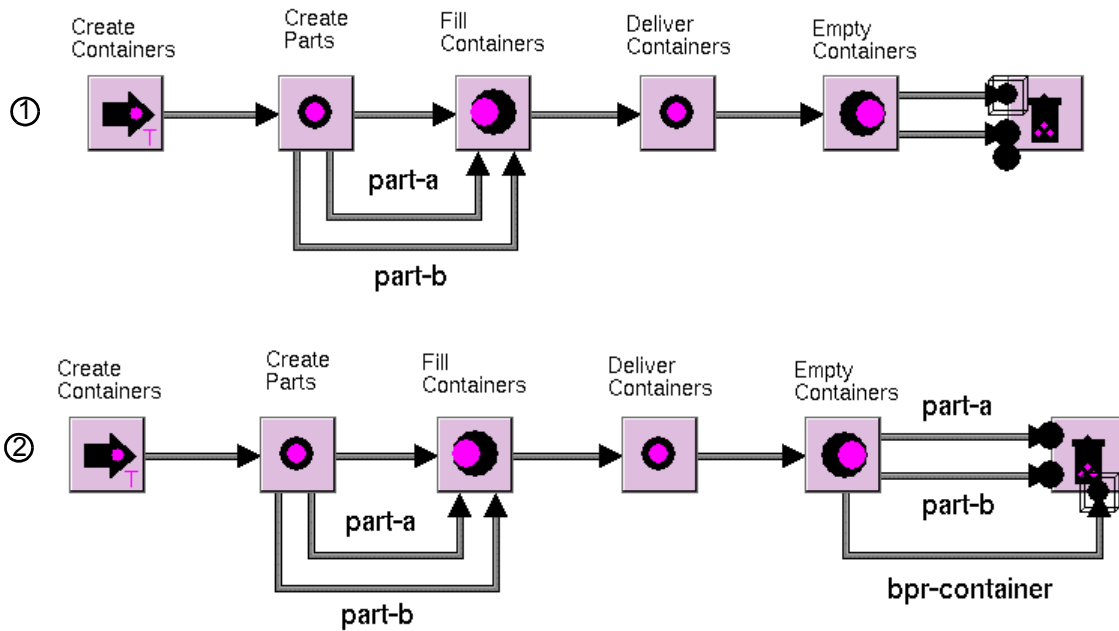 Create
Containers
Create
Parts
Fill
Containers
Deliver
Containers
Empty
Containers
①
T
part-a
part-b
Create
Containers
Create
Parts
Fill
Containers
Deliver
Containers
Empty
Containers
part-a
②
T
part-b
part-a
bpr-container
part-b